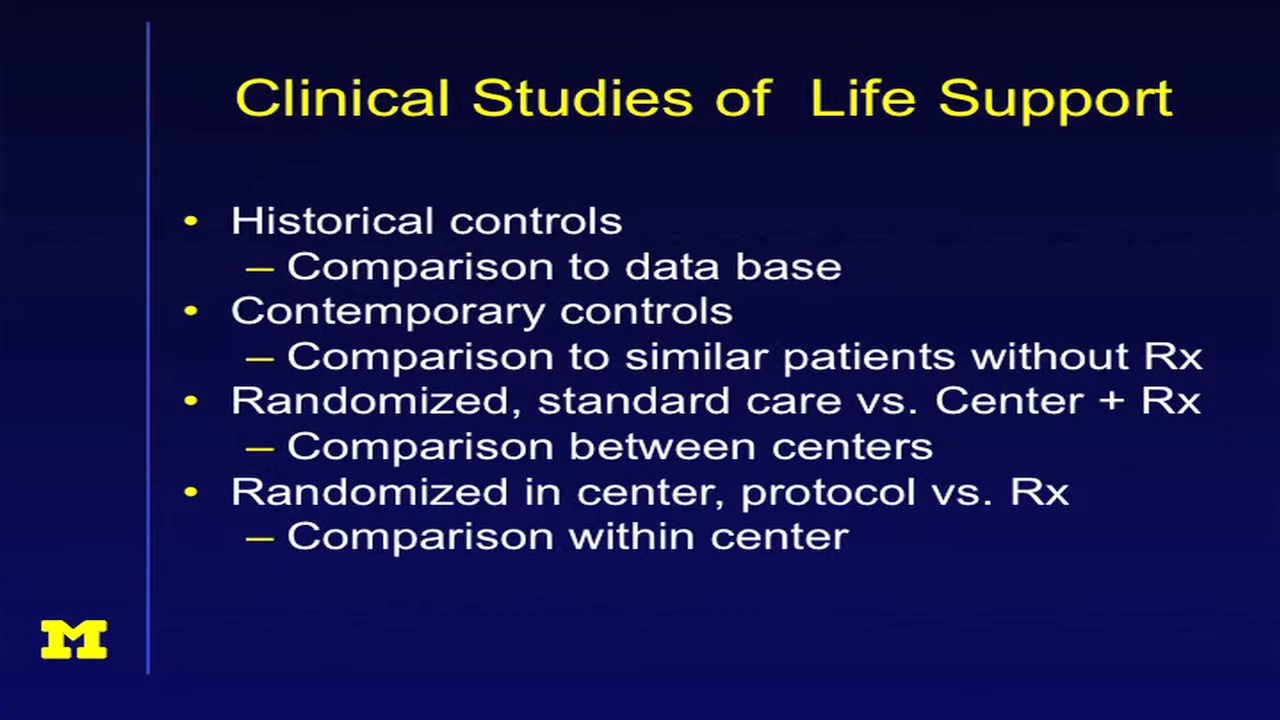 Clinical Studies of Life Support
• Historical controls
– Comparison to data base
• Contemporary controls
– Comparison to similar patients without Rx
• Randomized, standard care vs. Center + Rx
– Comparison between centers
• Randomized in center, protocol vs. Rx
– Comparison within center
M